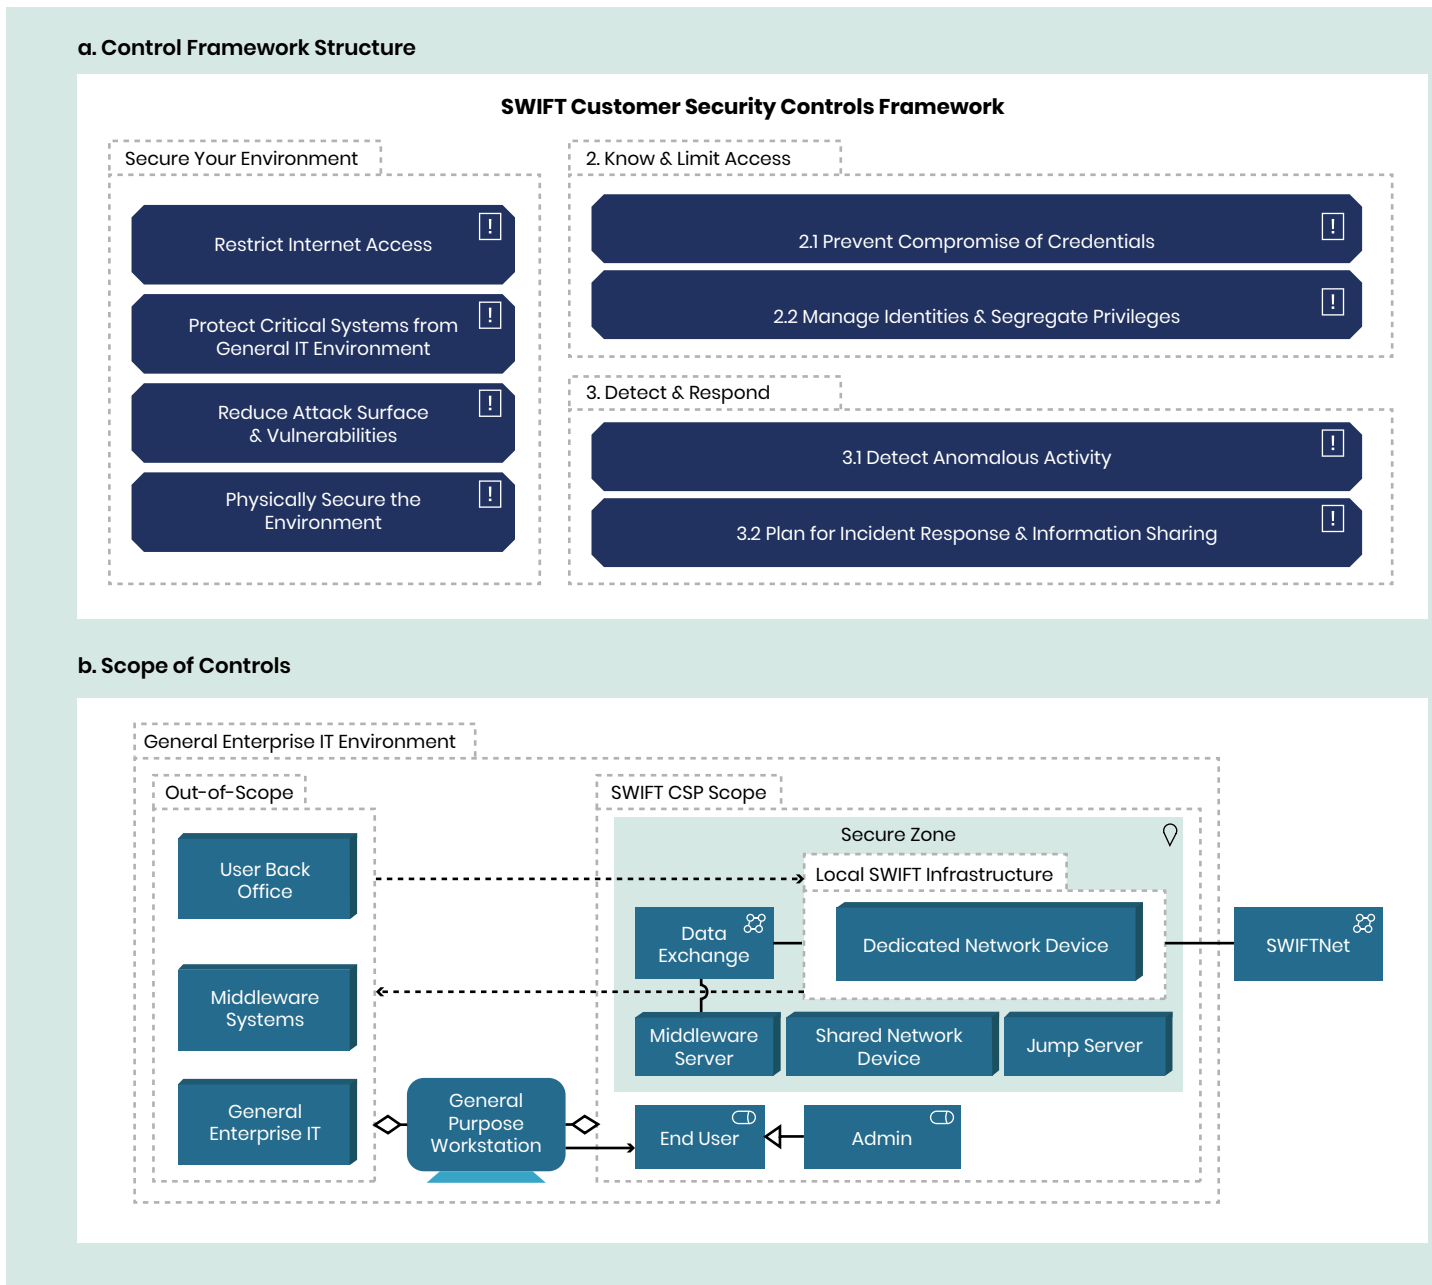 a. Control Framework Structure
SWIFT Customer Security Controls Framework
Secure Your Environment
Restrict Internet Access
!
Protect Critical Systems from
General IT Environment
!
Reduce Attack Surface
& Vulnerabilities
!
Physically Secure the
Environment
!
2. Know & Limit Access
2.1 Prevent Compromise of Credentials
!
2.2 Manage Identities & Segregate Privileges
!
3. Detect & Respond
3.1 Detect Anomalous Activity
!
3.2 Plan for Incident Response & Information Sharing
!
b. Scope of Controls
General Enterprise IT Environment
Out-of-Scope
User Back
Office
Middleware
Systems
General
Enterprise IT
General
Purpose
Workstation
SWIFT CSP Scope
Secure Zone
Local SWIFT Infrastructure
Data
Exchange
Dedicated Network Device
Middleware
Server
Shared Network
Device
Jump Server
End User
Admin
SWIFTNet